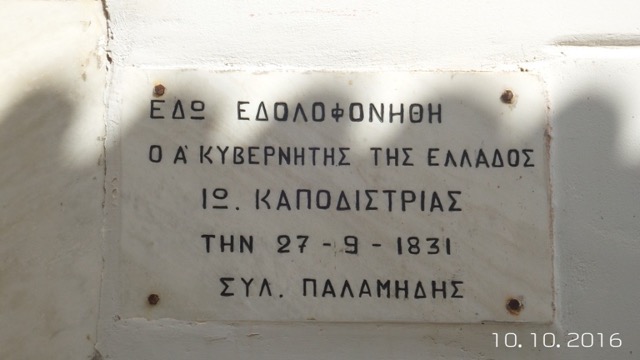 ΕΔΩ ΕΔΟΛΟΦΟΝΗΘΗ
Ο Α' ΚΥΒΕΡΝΗΤΗΣ ΤΗΣ ΕΛΛΑΔΟΣ
ΙΩ. ΚΑΠΟΔΙΣΤΡΙΑΣ
ΤΗΝ 27 - 9 - 1831
ΣΥΛ. ΠΑΛΑΜΗΔΗΣ
10.10.2016